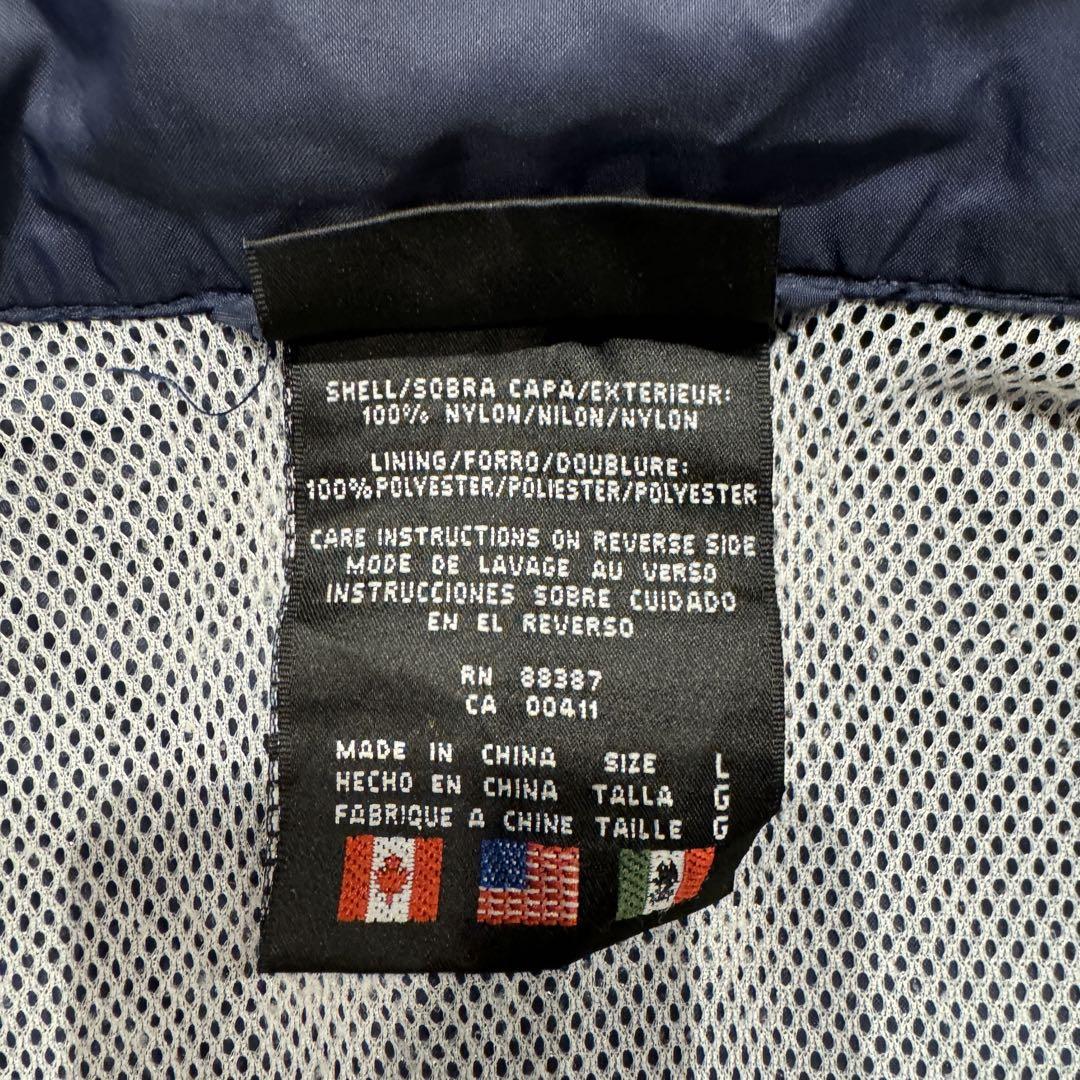 SHELL/SOBRA CAPA/EXTERIEUR:
100% NYLON/NILON/NYLON
LINING/FORRO/DOUBLURE:
100%POLYESTER/POLIESTER/POLYESTER
CARE INSTRUCTIONS ON REVERSE SIDE
MODE DE LAVAGE AU VERSO
INSTRUCCIONES SOBRE CUIDADO
EN EL REVERSO
RN 88387
CA 00411
MADE IN CHINA SIZE L
HECHO EN CHINA TALLA G
FABRIQUE A CHINE TAILLE G